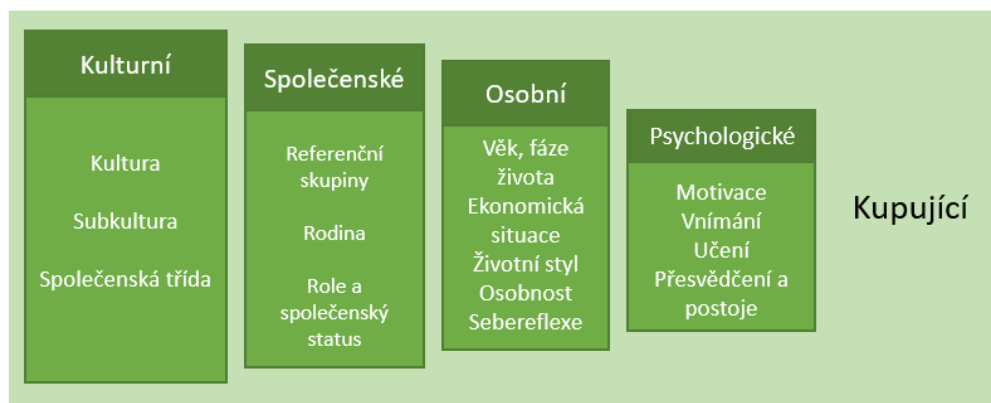 Kulturní
Kultura
Subkultura
Společenská třída
Společenské
Referenční
skupiny
Rodina
Role a
společenský
status
Osobní
Věk, fáze
života
Ekonomická
situace
Životní styl
Osobnost
Sebereflexe
Psychologické
Motivace
Vnímání
Učení
Přesvědčení a
postoje
Kupující